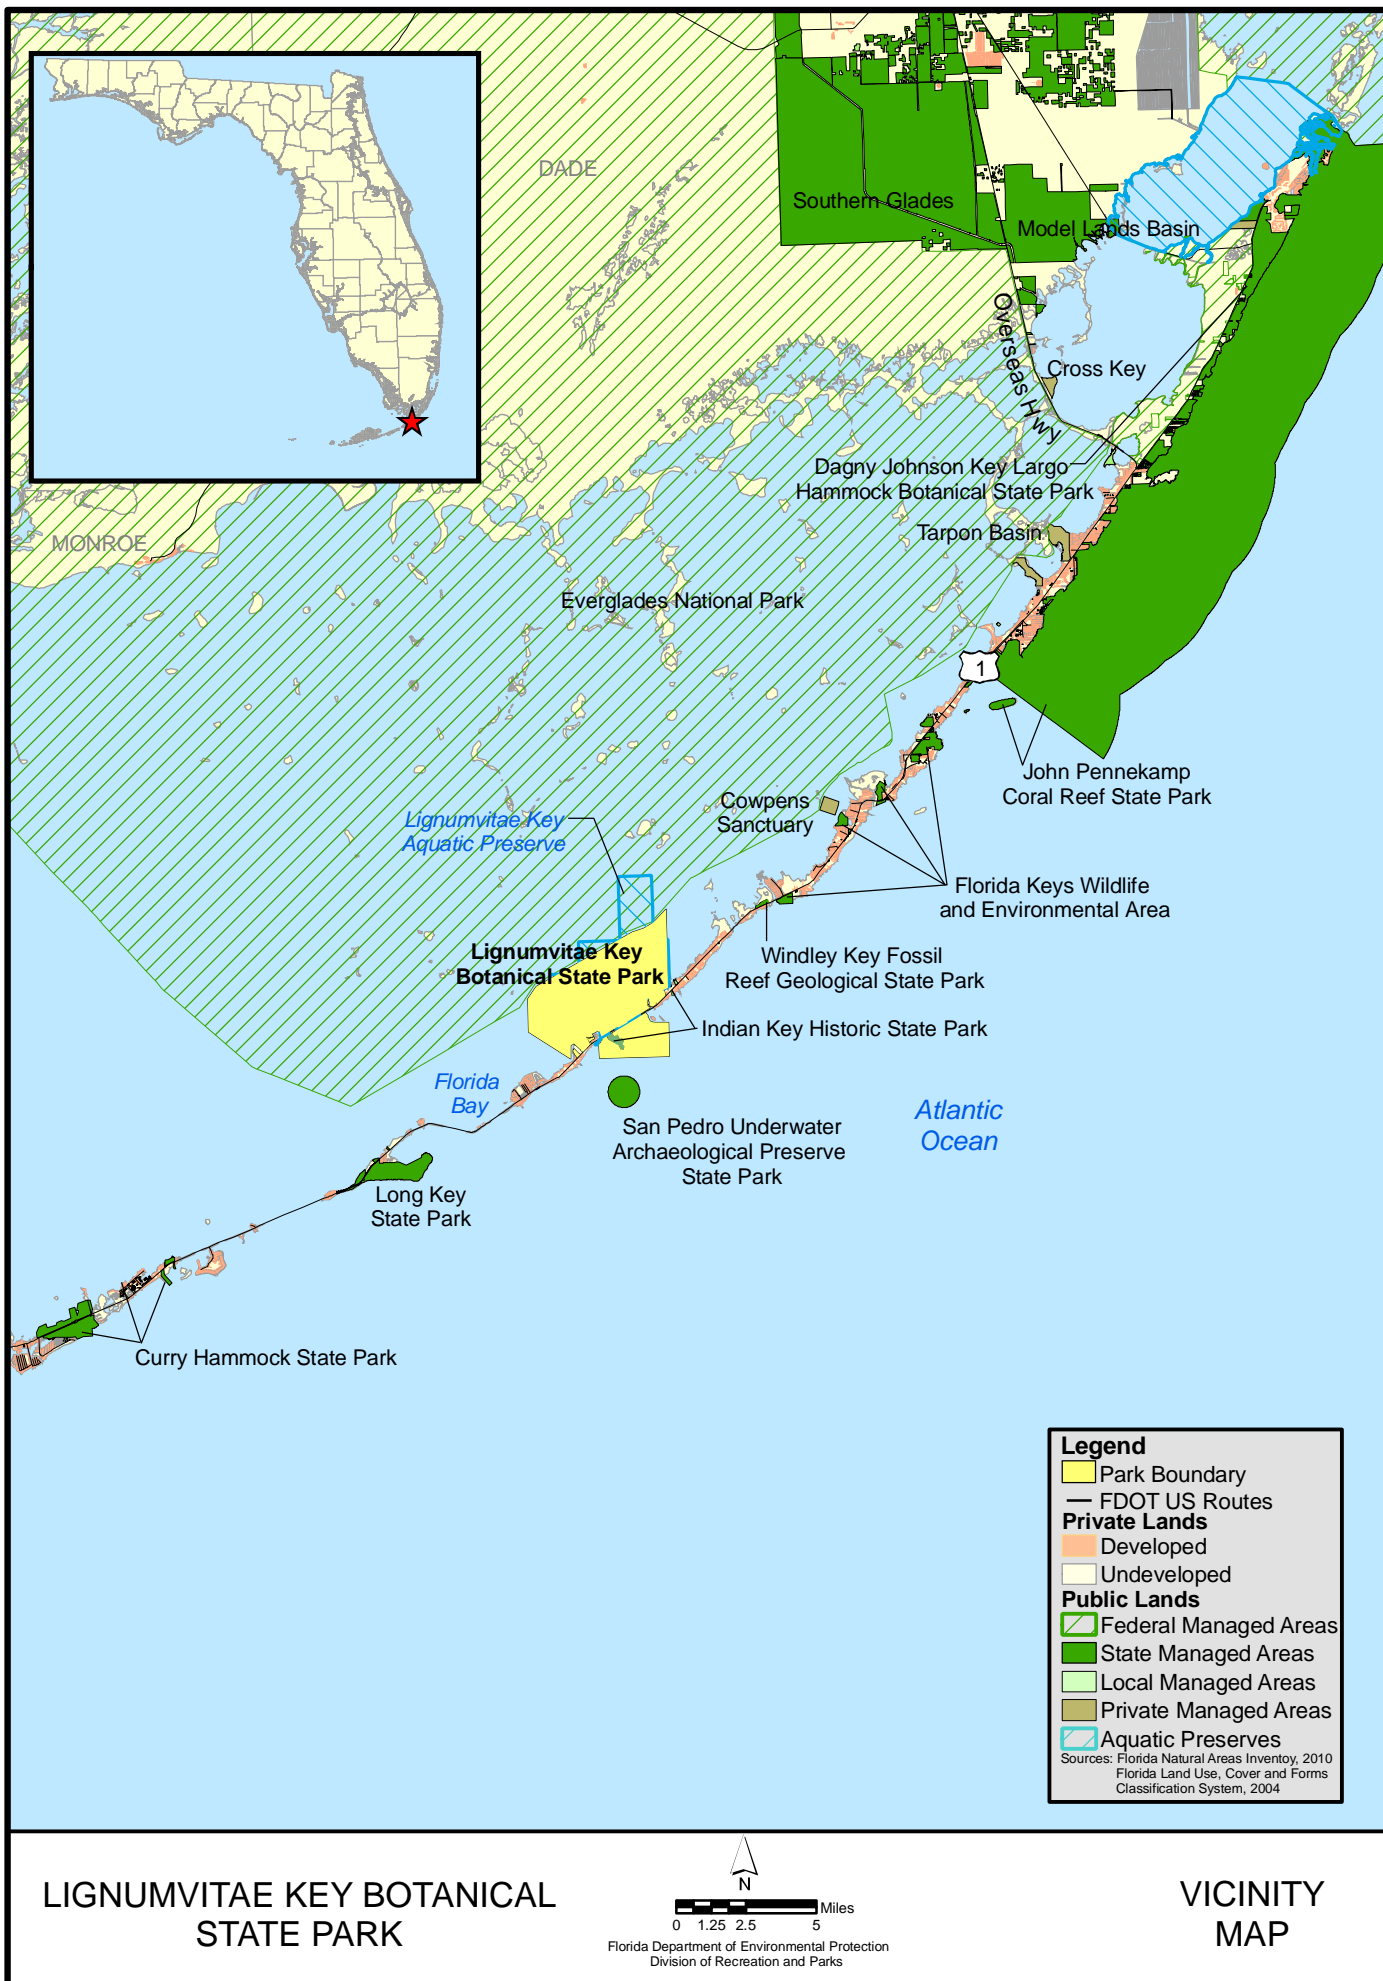 DADE
Southern Glades
Model Lands Basin
Overseas Hwy
Cross Key
Dagny Johnson Key Largo
Hammock Botanical State Park
Tarpon Basin
MONROE
Everglades National Park
1
John Pennekamp
Coral Reef State Park
Cowpens
Sanctuary
Lignumvitae Key
Aquatic Preserve
Florida Keys Wildlife
and Environmental Area
Lignumvitae Key
Botanical State Park
Windley Key Fossil
Reef Geological State Park
Indian Key Historic State Park
Florida
Bay
Atlantic
Ocean
San Pedro Underwater
Archaeological Preserve
State Park
Long Key
State Park
Curry Hammock State Park
Legend
Park Boundary
FDOT US Routes
Private Lands
Developed
Undeveloped
Public Lands
Federal Managed Areas
State Managed Areas
Local Managed Areas
Private Managed Areas
Aquatic Preserves
Sources: Florida Natural Areas Inventoy, 2010
Florida Land Use, Cover and Forms
Classification System, 2004
LIGNUMVITAE KEY BOTANICAL
STATE PARK
N
Miles
0 1.25 2.5 5
Florida Department of Environmental Protection
Division of Recreation and Parks
VICINITY
MAP